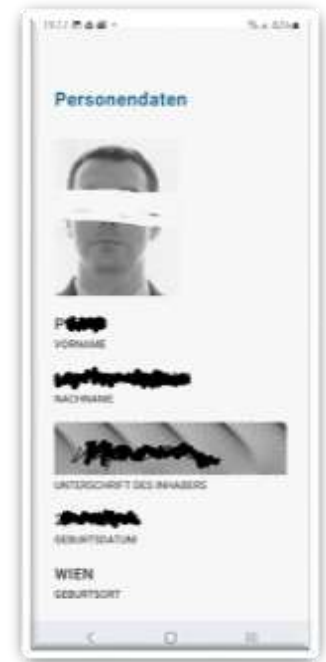 Personendaten
P
VORNAME
NACHNAME
UNTERSCHRIFT DES INHABERS
GEBURTSDATUM
WIEN
GEBURTSORT